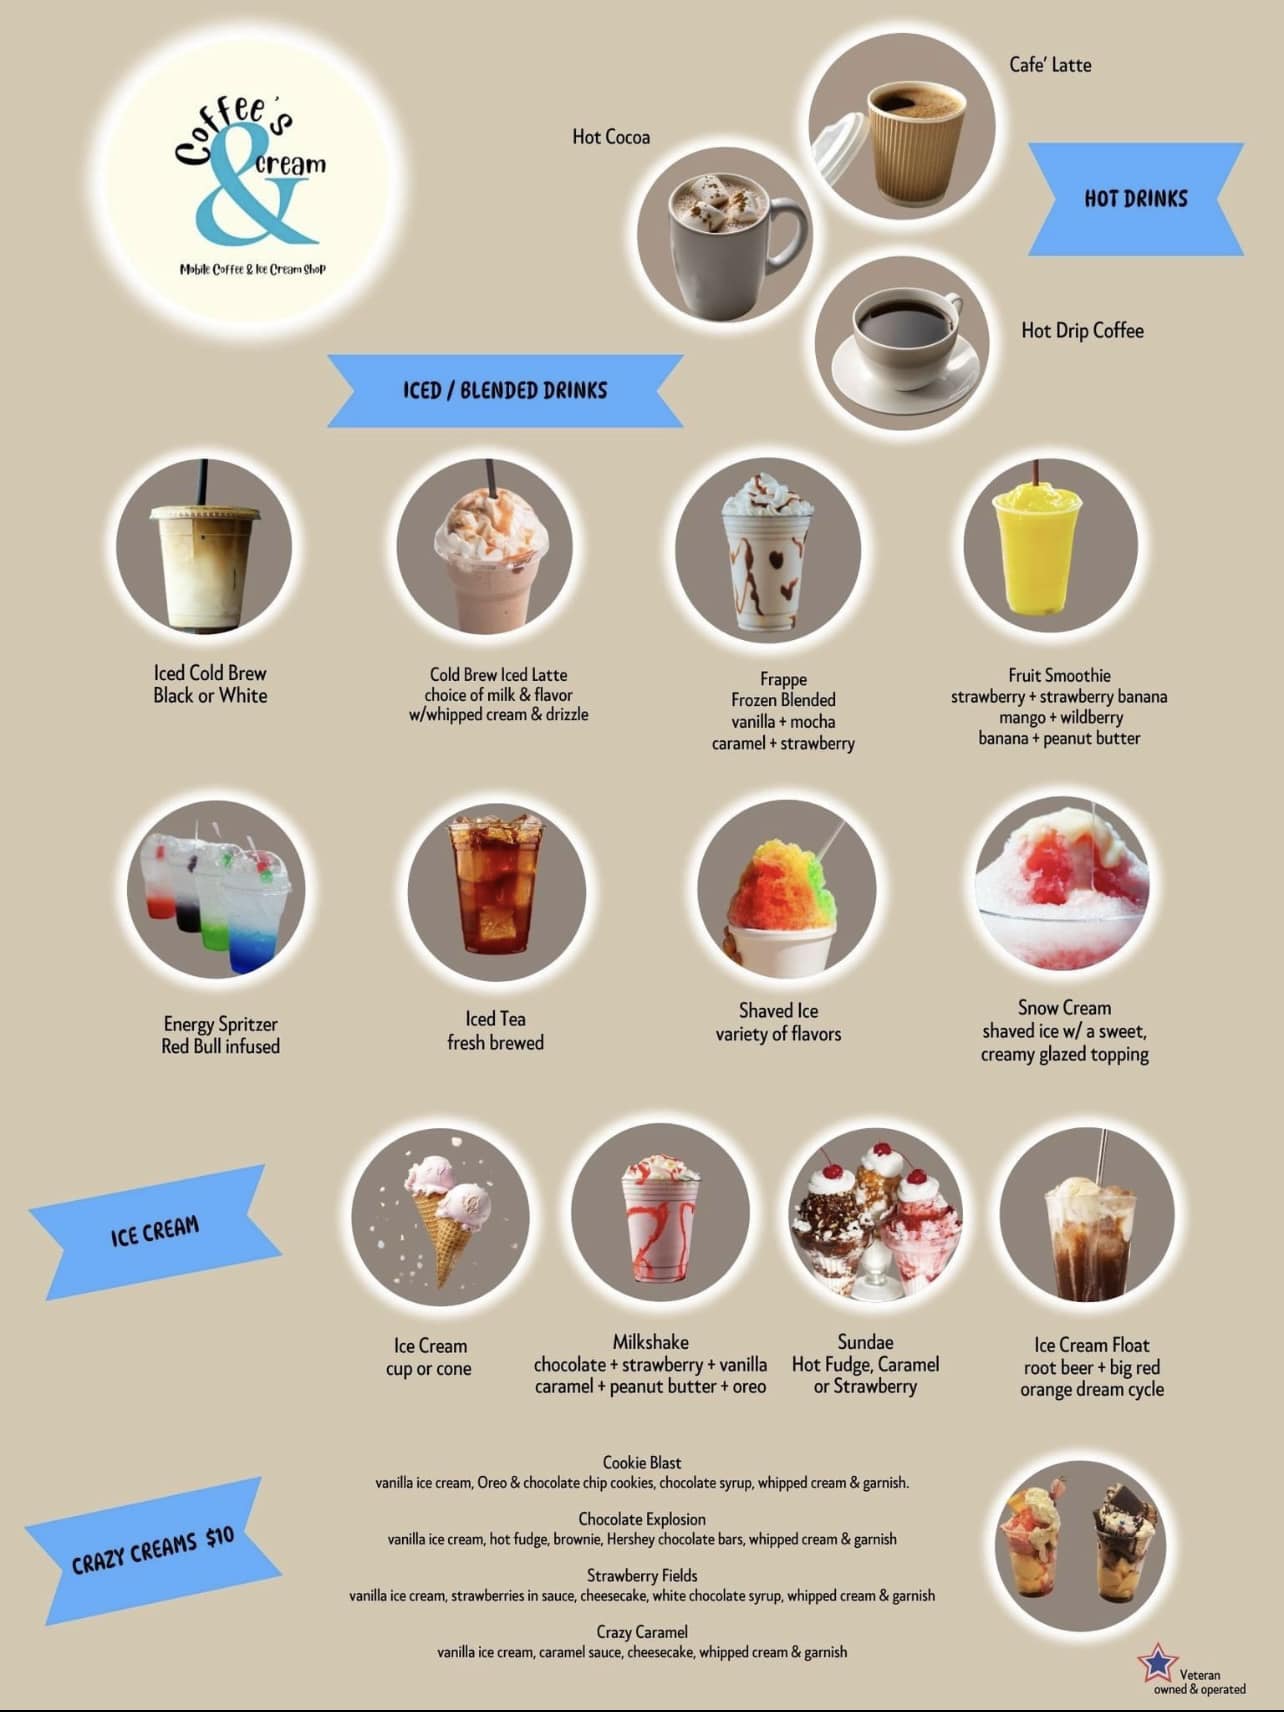 Coffee's
& cream
Mobile Coffee & Ice Cream Shop
Cafe' Latte
Hot Cocoa
HOT DRINKS
Hot Drip Coffee
ICED / BLENDED DRINKS
Iced Cold Brew
Black or White
Cold Brew Iced Latte
choice of milk & flavor
w/whipped cream & drizzle
Frappe
Frozen Blended
vanilla + mocha
caramel + strawberry
Fruit Smoothie
strawberry + strawberry banana
mango + wildberry
banana + peanut butter
Energy Spritzer
Red Bull infused
Iced Tea
fresh brewed
Shaved Ice
variety of flavors
Snow Cream
shaved ice w/ a sweet,
creamy glazed topping
ICE CREAM
Ice Cream
cup or cone
Milkshake
chocolate + strawberry + vanilla
caramel + peanut butter + oreo
Sundae
Hot Fudge, Caramel
or Strawberry
Ice Cream Float
root beer + big red
orange dream cycle
CRAZY CREAMS $10
Cookie Blast
vanilla ice cream, Oreo & chocolate chip cookies, chocolate syrup, whipped cream & garnish.
Chocolate Explosion
vanilla ice cream, hot fudge, brownie, Hershey chocolate bars, whipped cream & garnish
Strawberry Fields
vanilla ice cream, strawberries in sauce, cheesecake, white chocolate syrup, whipped cream & garnish
Crazy Caramel
vanilla ice cream, caramel sauce, cheesecake, whipped cream & garnish
Veteran
owned & operated